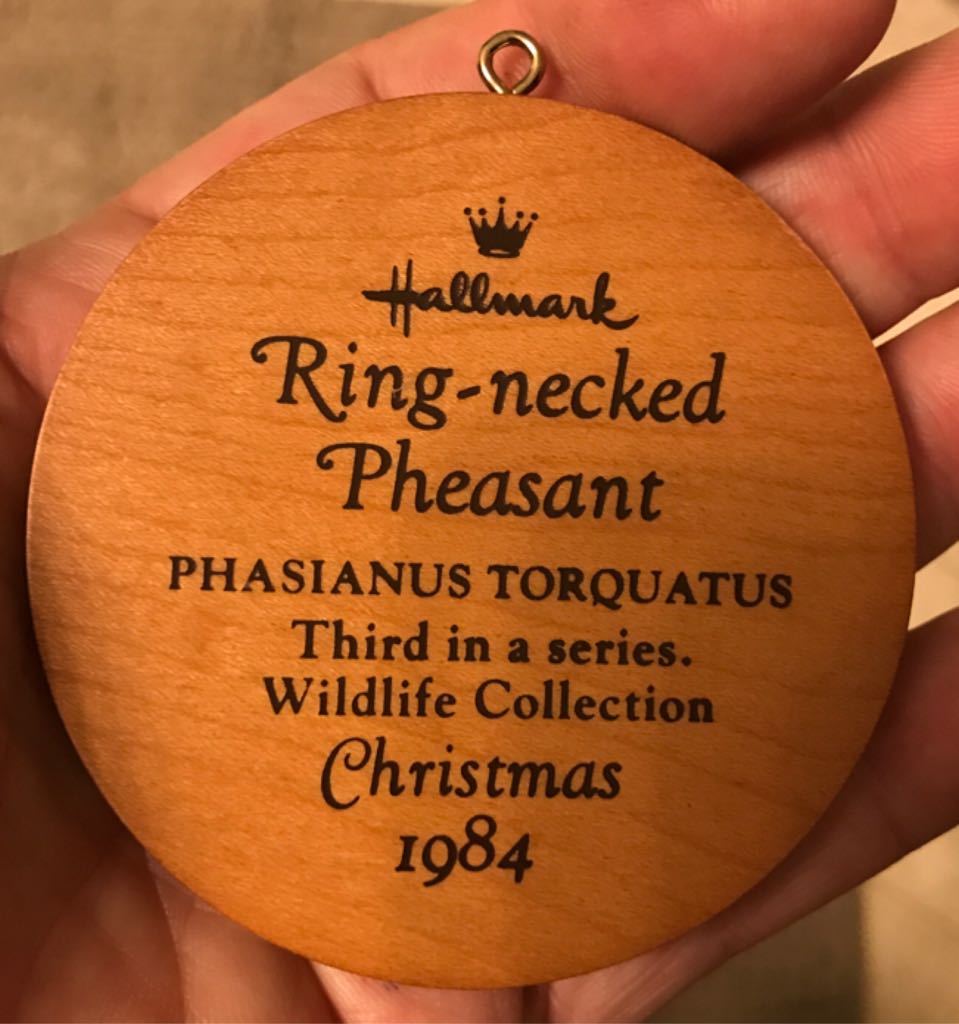 Hallmark
Ring-necked
Pheasant
PHASIANUS TORQUATUS
Third in a series.
Wildlife Collection
Christmas
1984